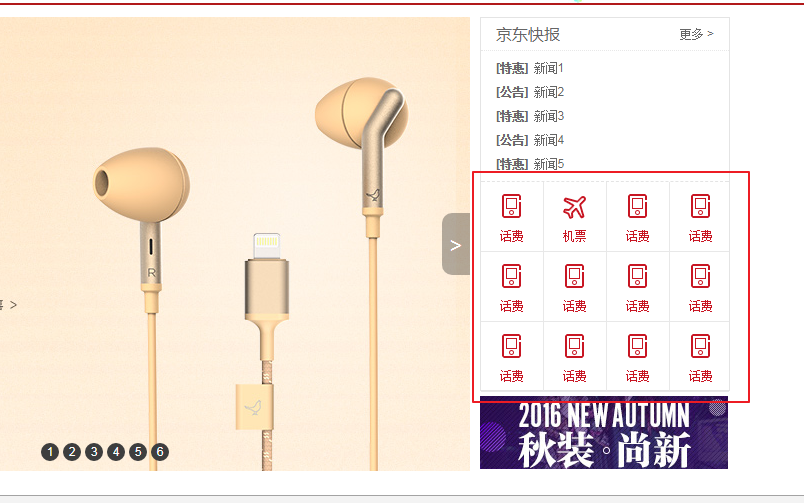 京东快报 更多 >
[特惠] 新闻1
[公告] 新闻2
[特惠] 新闻3
[公告] 新闻4
[特惠] 新闻5
话费 机票 话费 话费
话费 话费 话费 话费
话费 话费 话费 话费
>
R
>
1 2 3 4 5 6
2016 NEW AUTUMN
秋装。尚新